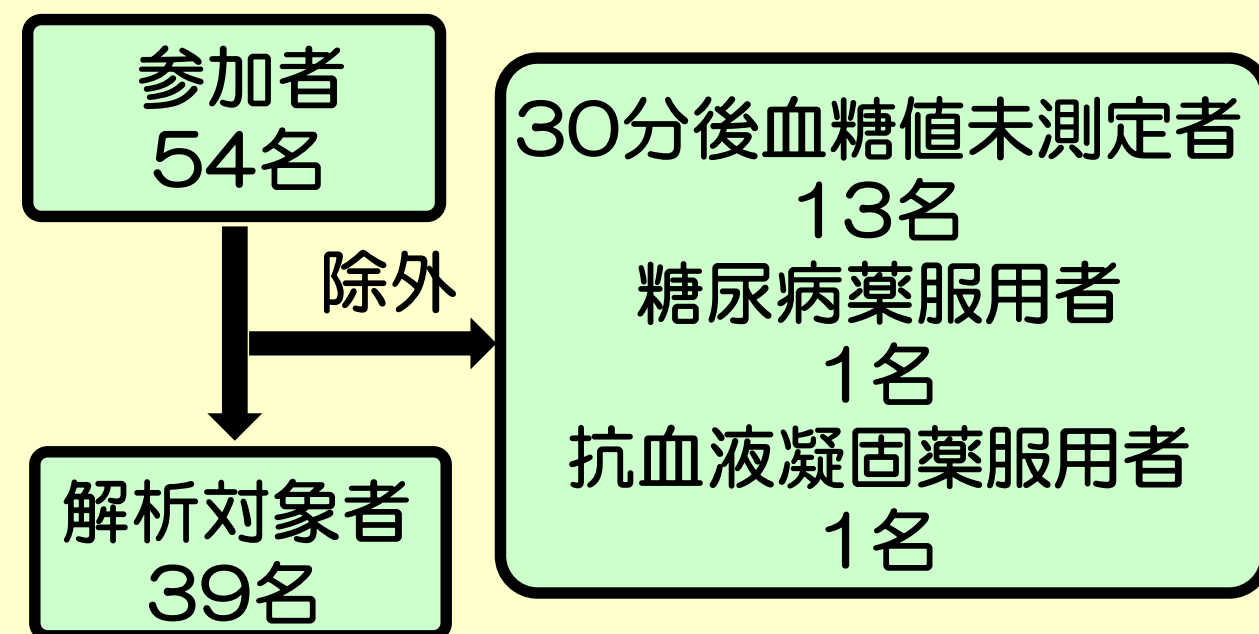 参加者
54名
除外
30分後血糖値未測定者
13名
糖尿病薬服用者
1名
抗血液凝固薬服用者
1名
解析対象者
39名